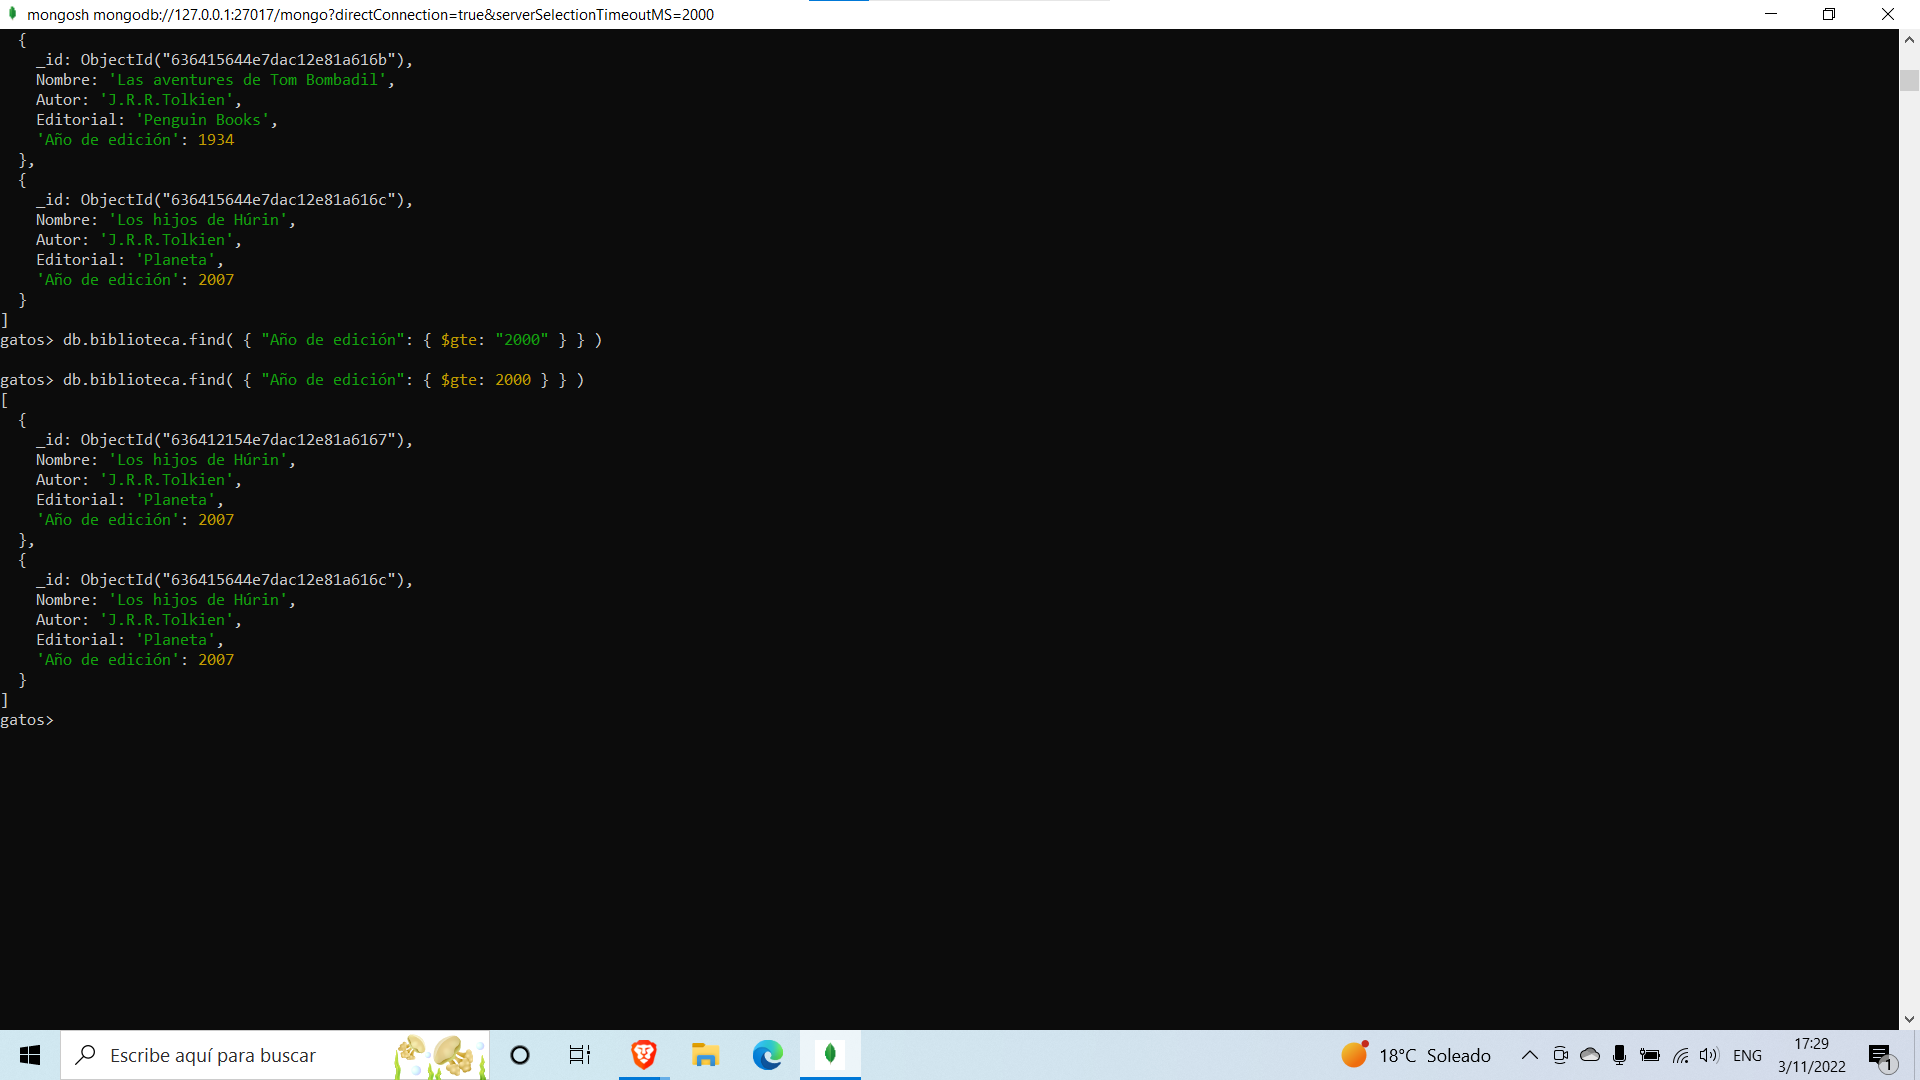 mongosh mongodb://127.0.0.1:27017/mongo?directConnection=true&serverSelectionTimeoutMS=2000
{
_id: ObjectId("636415644e7dac12e81a616b"),
Nombre: 'Las aventures de Tom Bombadil',
Autor: 'J.R.R.Tolkien',
Editorial: 'Penguin Books',
'Año de edición': 1934
},
{
_id: ObjectId("636415644e7dac12e81a616c"),
Nombre: 'Los hijos de Húrin',
Autor: 'J.R.R.Tolkien',
Editorial: 'Planeta',
'Año de edición': 2007
}
]
gatos> db.biblioteca.find( { "Año de edición": { $gte: "2000" } } )
gatos> db.biblioteca.find( { "Año de edición": { $gte: 2000 } } )
[
{
_id: ObjectId("636412154e7dac12e81a6167"),
Nombre: 'Los hijos de Húrin',
Autor: 'J.R.R.Tolkien',
Editorial: 'Planeta',
'Año de edición': 2007
},
{
_id: ObjectId("636415644e7dac12e81a616c"),
Nombre: 'Los hijos de Húrin',
Autor: 'J.R.R.Tolkien',
Editorial: 'Planeta',
'Año de edición': 2007
}
]
gatos>
Escribe aquí para buscar
18°C Soleado
ENG
17:29
3/11/2022
1